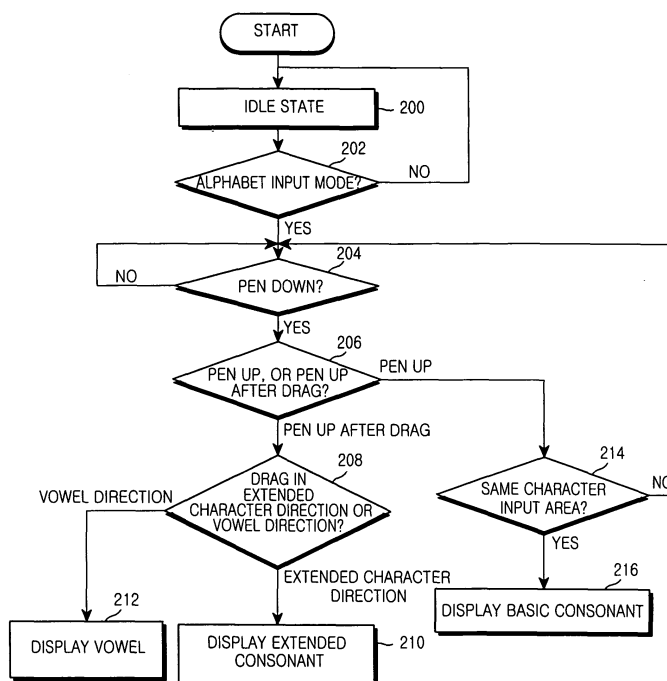 START
IDLE STATE
200
202
ALPHABET INPUT MODE?
NO
YES
204
NO
PEN DOWN?
YES
206
PEN UP, OR PEN UP
AFTER DRAG?
PEN UP
PEN UP AFTER DRAG
208
DRAG IN
EXTENDED
CHARACTER DIRECTION OR
VOWEL DIRECTION?
VOWEL DIRECTION
214
SAME CHARACTER
INPUT AREA?
NO
YES
EXTENDED CHARACTER
DIRECTION
212
DISPLAY VOWEL
DISPLAY EXTENDED
CONSONANT
210
216
DISPLAY BASIC CONSONANT